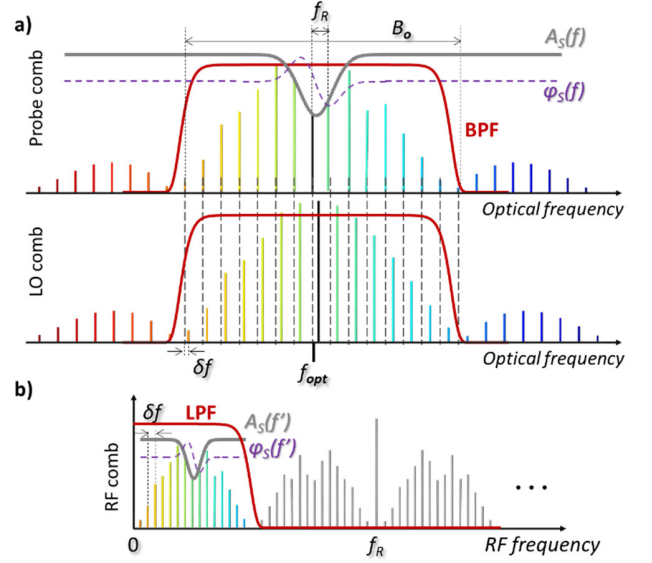 a)
f_R
B_o
A_S(f)
φ_S(f)
Probe comb
BPF
Optical frequency
LO comb
Optical frequency
δf
f_opt
b)
δf
LPF
A_S(f')
φ_S(f')
RF comb
...
0
f_R
RF frequency